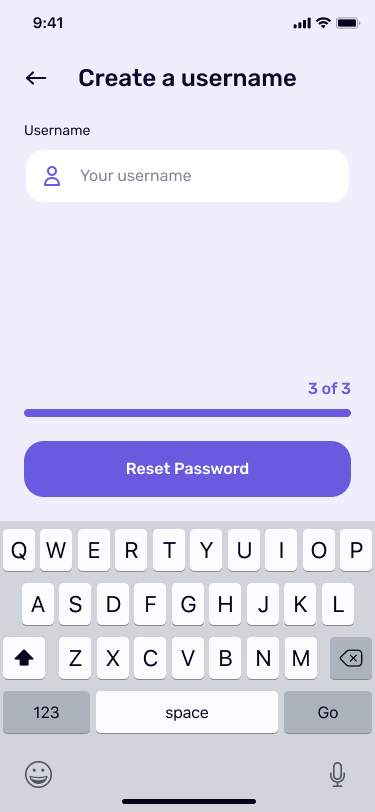 9:41
Create a username
Username
Your username
3 of 3
Reset Password
Q W E R T Y U I O P
A S D F G H J K L
Z X C V B N M
123 space Go